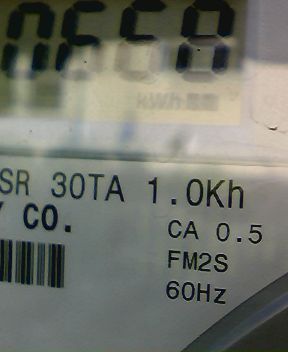 kWh
SR 30TA 1.0Kh
Y CO.
CA 0.5
FM2S
60Hz